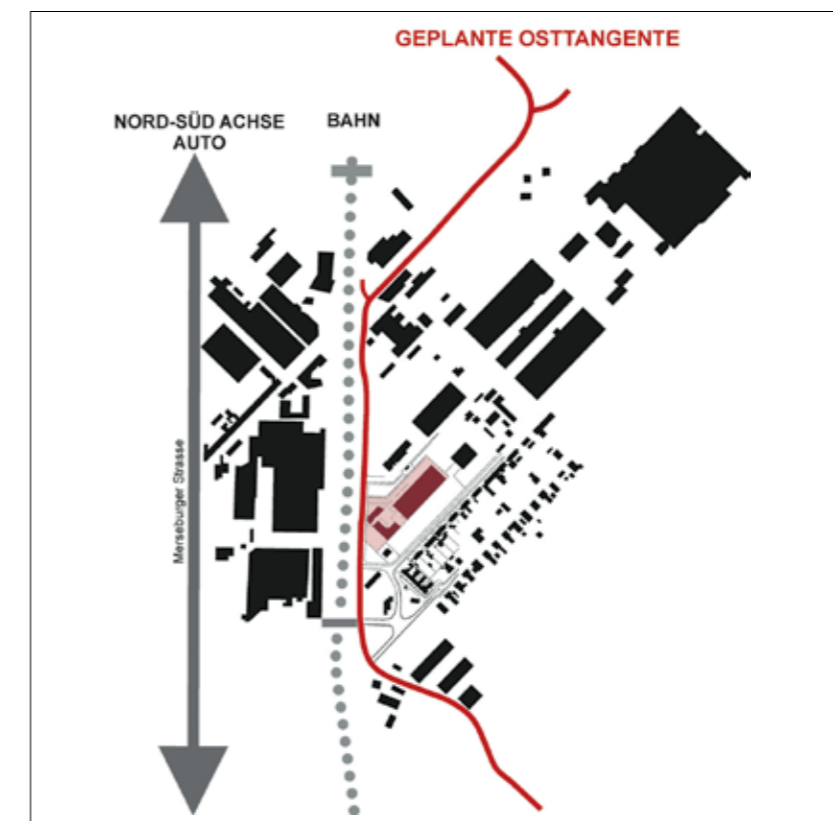 GEPLANTE OSTTANGENTE
NORD-SÜD ACHSE
AUTO
BAHN
Merseburger Strasse